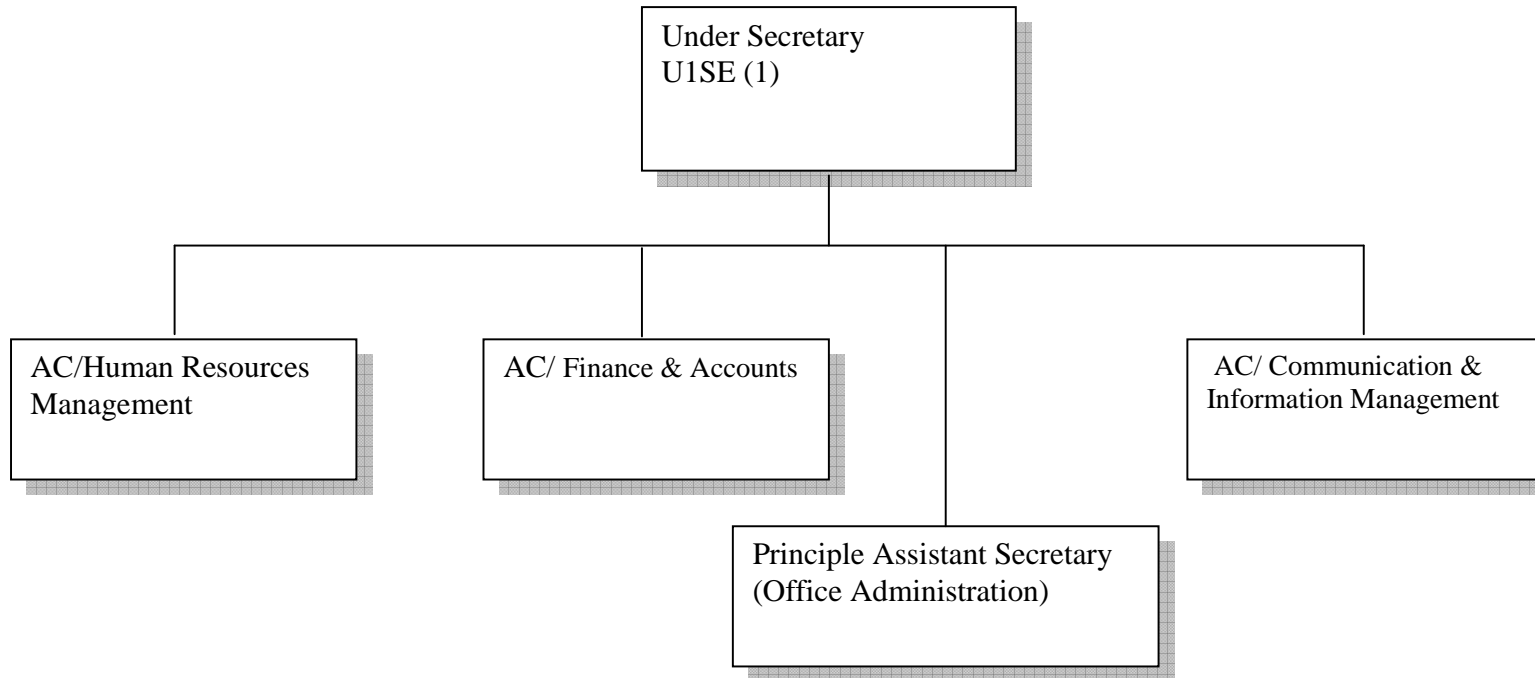 Under Secretary
U1SE (1)
AC/Human Resources
Management
AC/ Finance & Accounts
AC/ Communication &
Information Management
Principle Assistant Secretary
(Office Administration)